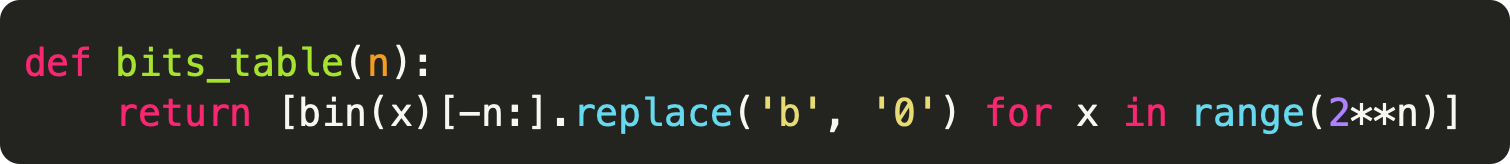 def bits_table(n):
    return [bin(x)[-n:].replace('b', '0') for x in range(2**n)]